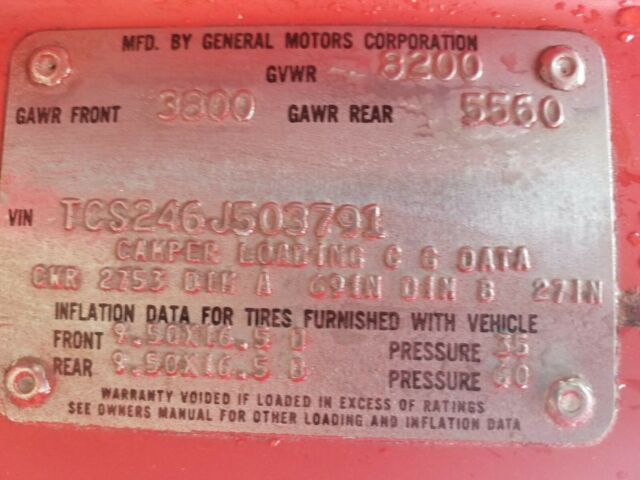 MFD. BY GENERAL MOTORS CORPORATION
GVWR 8200
GAWR FRONT 3800 GAWR REAR 5560
VIN TCS246J503791
CAMPER LOADING C G DATA
CWR 2753 DIM A 69IN DIM B 27IN
INFLATION DATA FOR TIRES FURNISHED WITH VEHICLE
FRONT 9.50X16.5 D PRESSURE 35
REAR 9.50X16.5 PRESSURE 60
WARRANTY VOIDED IF LOADED IN EXCESS OF RATINGS
SEE OWNERS MANUAL FOR OTHER LOADING AND INFLATION DATA